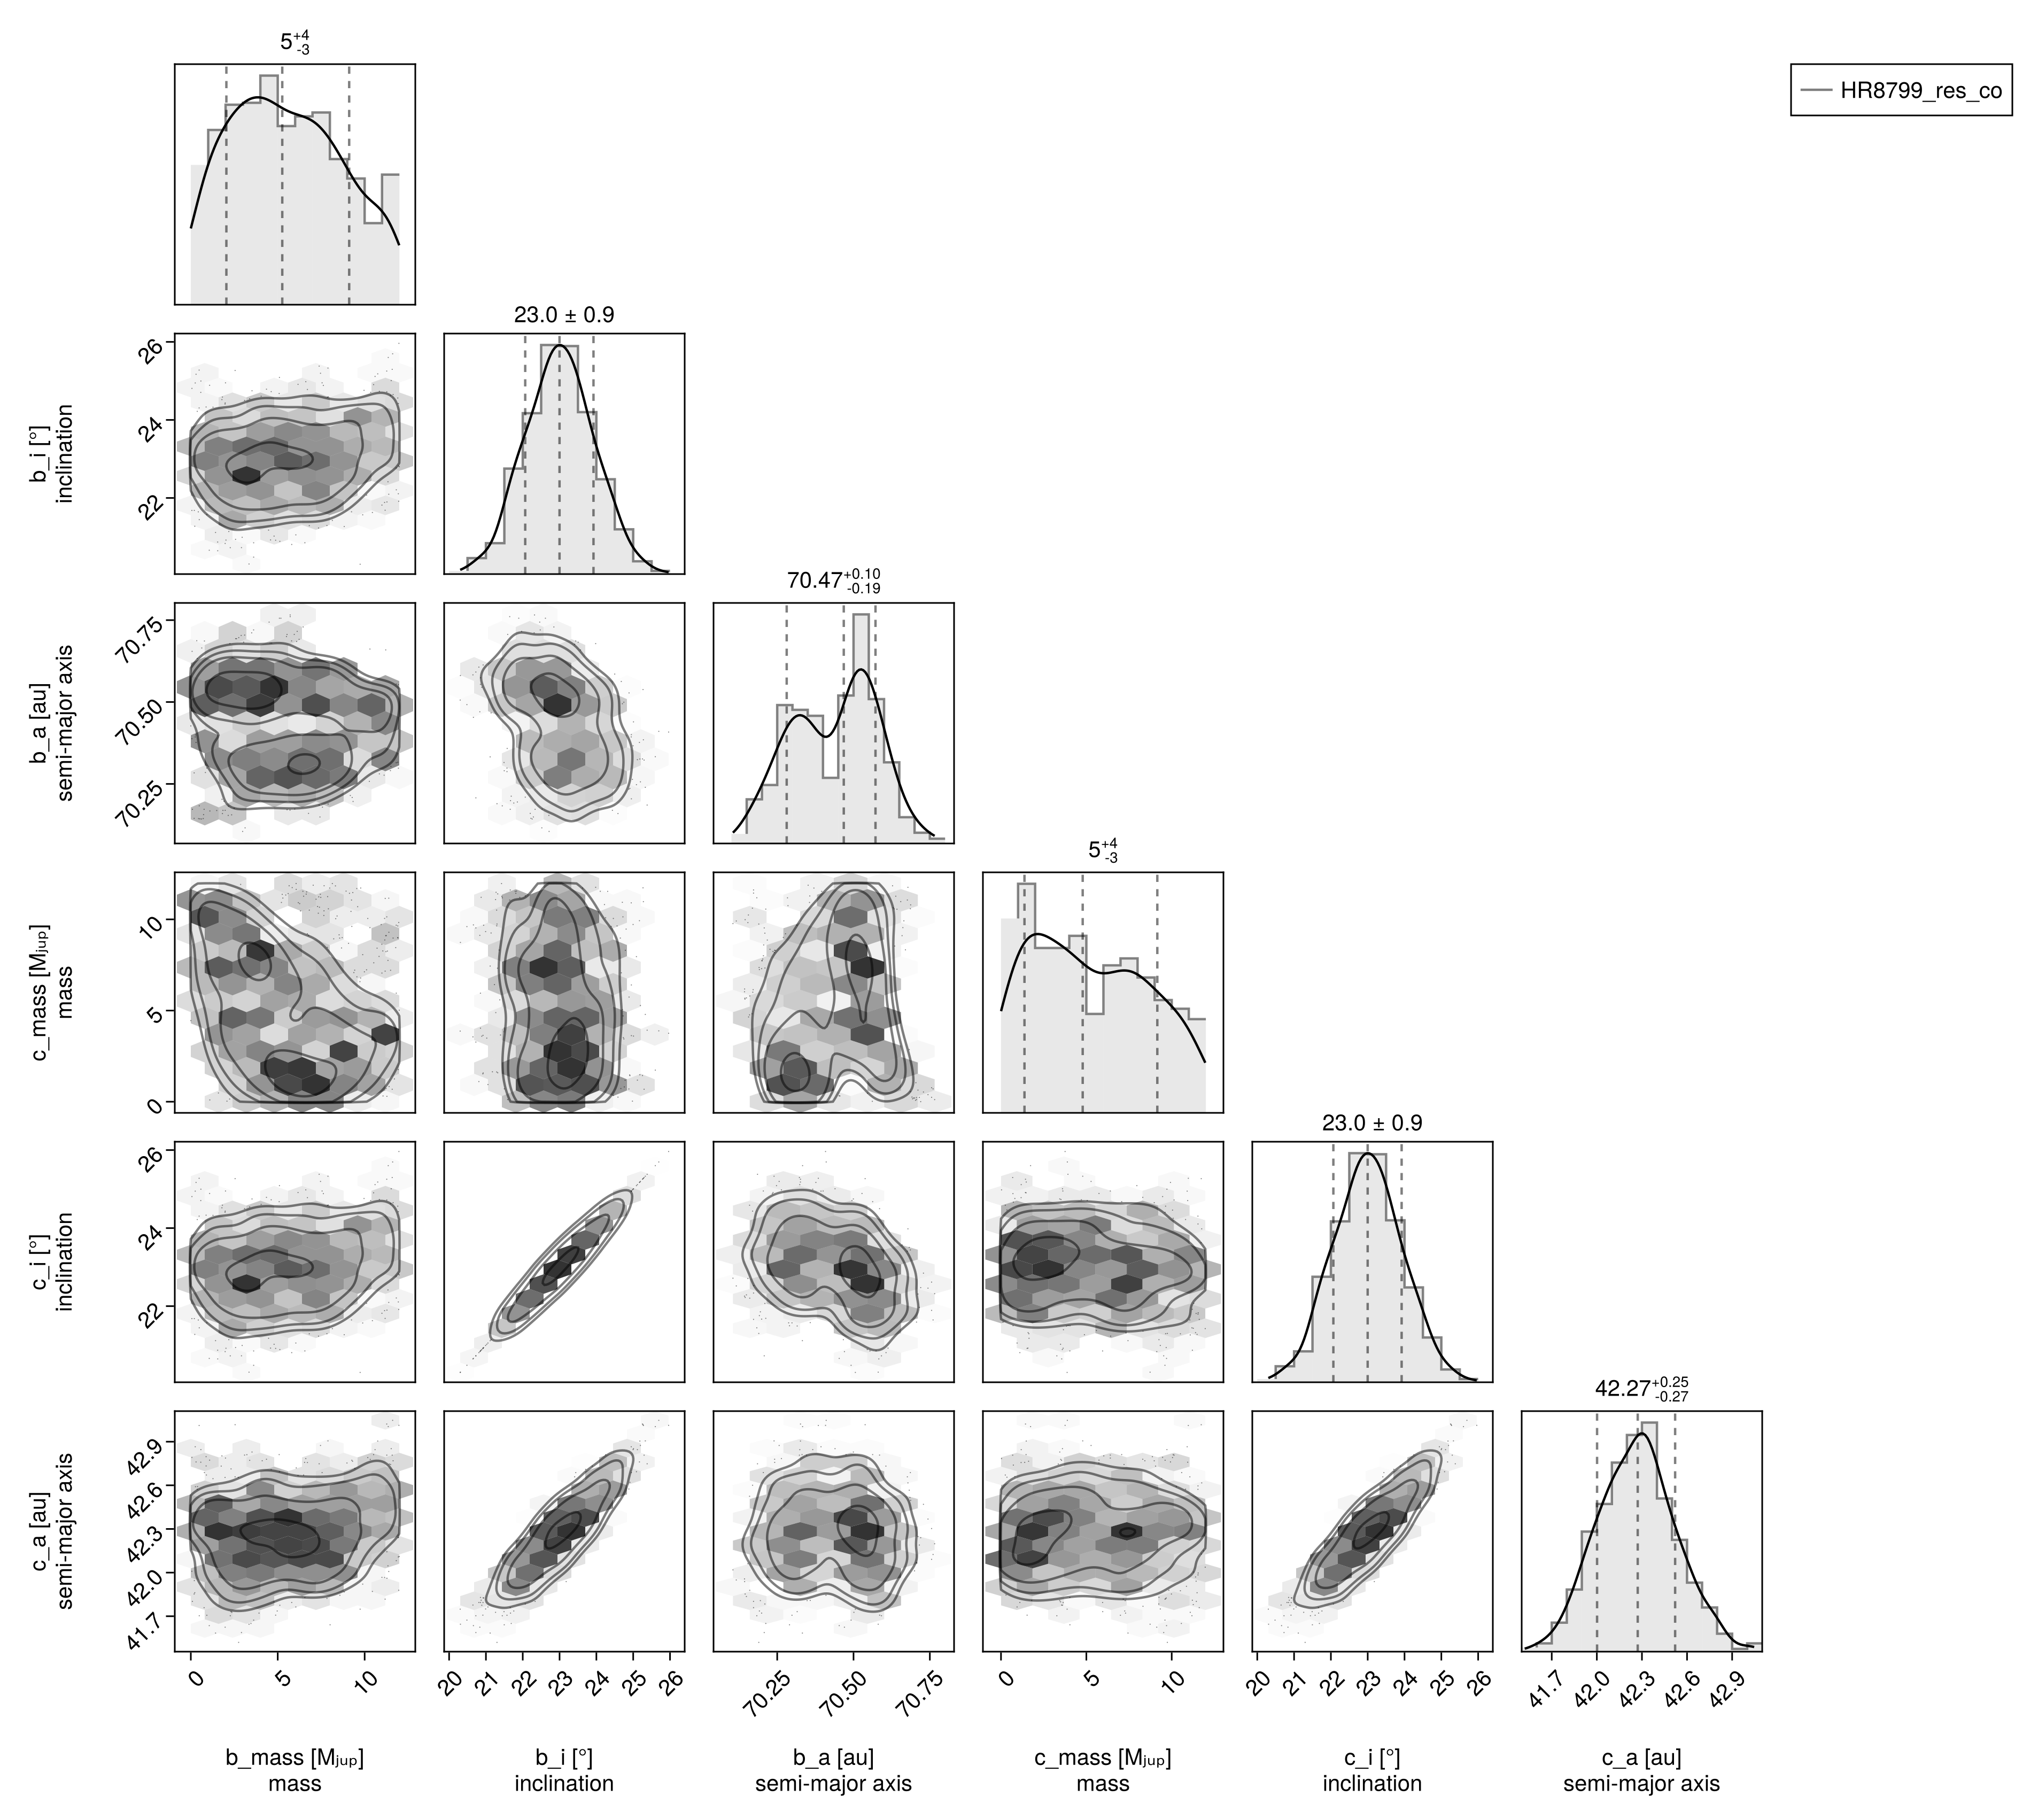 5+4-3
HR8799_res_co
23.0 ± 0.9
26
24
22
b_i [°]
inclination
70.47+0.10-0.19
70.75
70.50
70.25
b_a [au]
semi-major axis
5+4-3
10
5
0
c_mass [Mⱼᵤₚ]
mass
23.0 ± 0.9
26
24
22
c_i [°]
inclination
42.27+0.25-0.27
42.9
42.6
42.3
42.0
41.7
c_a [au]
semi-major axis
0 5 10
20 21 22 23 24 25 26
70.25 70.50 70.75
0 5 10
20 21 22 23 24 25 26
41.7 42.0 42.3 42.6 42.9
b_mass [Mⱼᵤₚ]
mass
b_i [°]
inclination
b_a [au]
semi-major axis
c_mass [Mⱼᵤₚ]
mass
c_i [°]
inclination
c_a [au]
semi-major axis